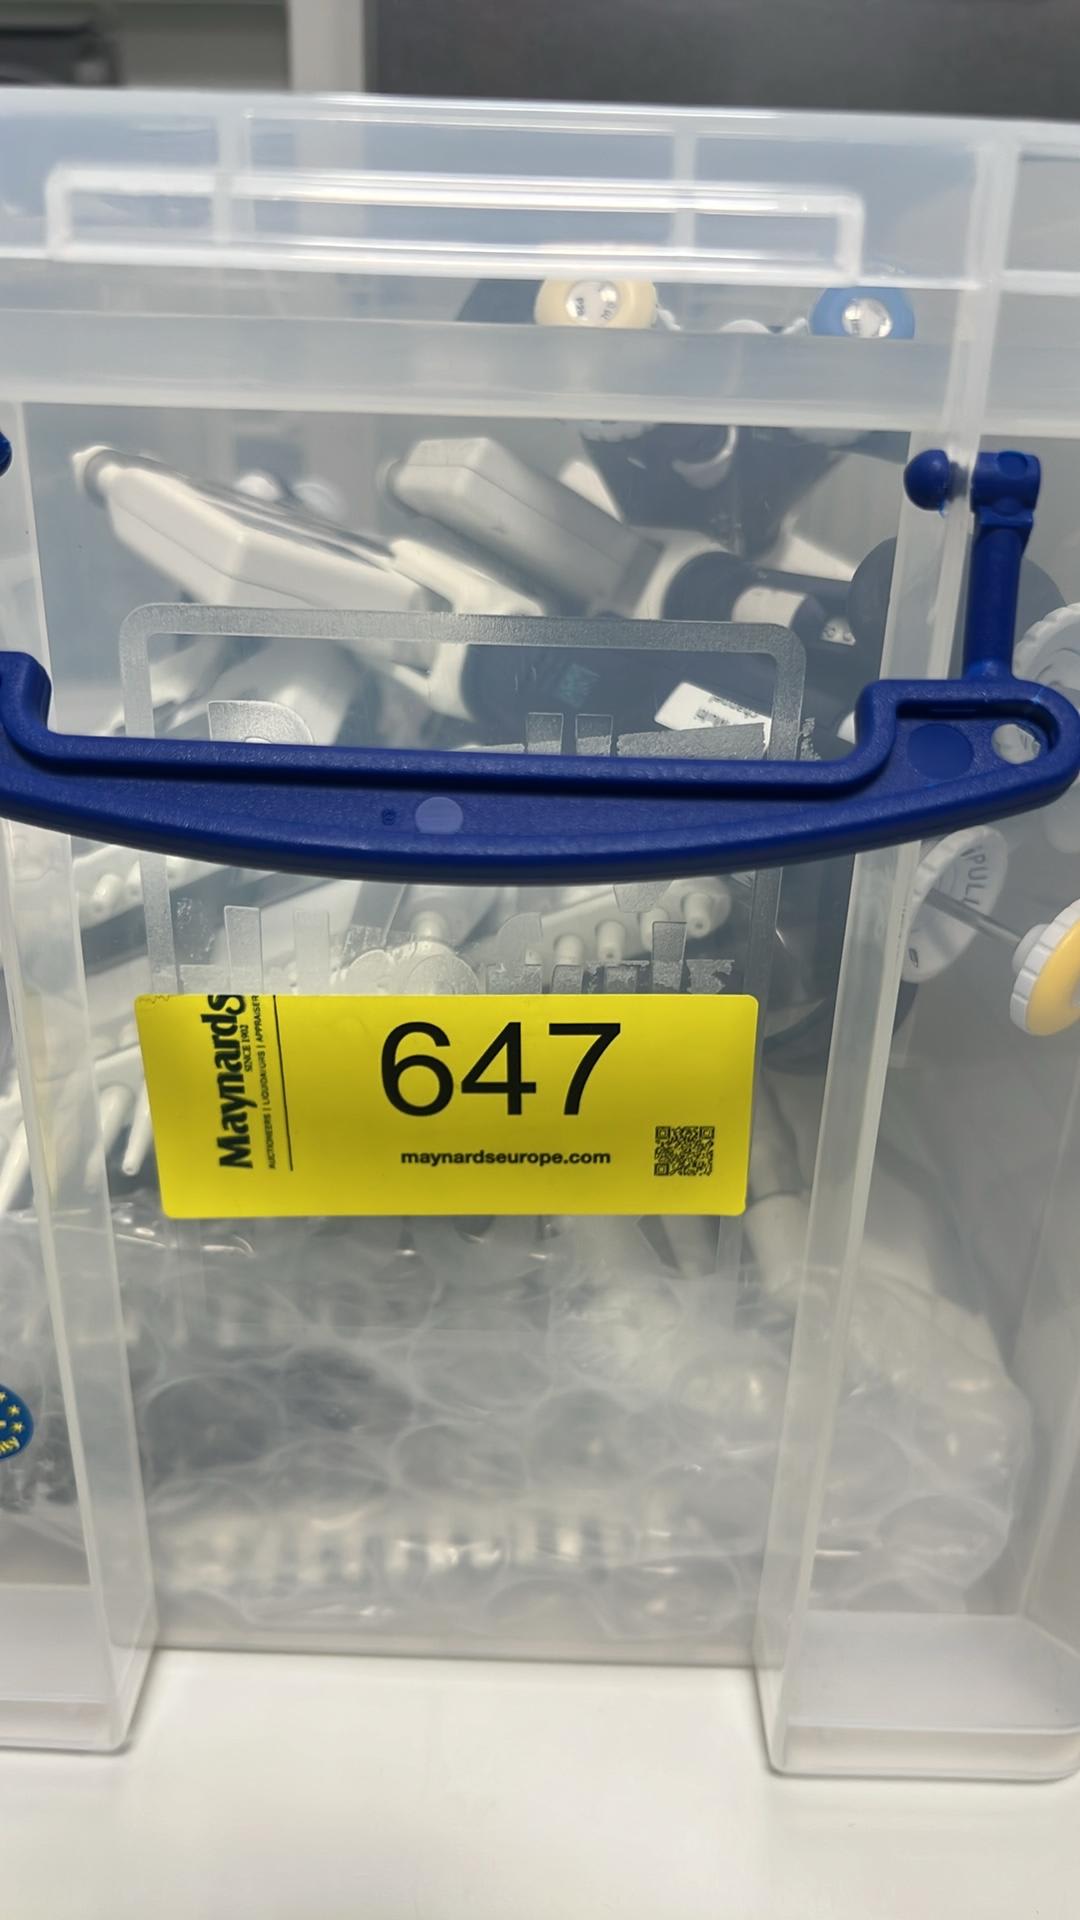 PULL
Maynards
SINCE 1902
AUCTIONEERS | LIQUIDATORS | APPRAISERS
647
maynardseurope.com